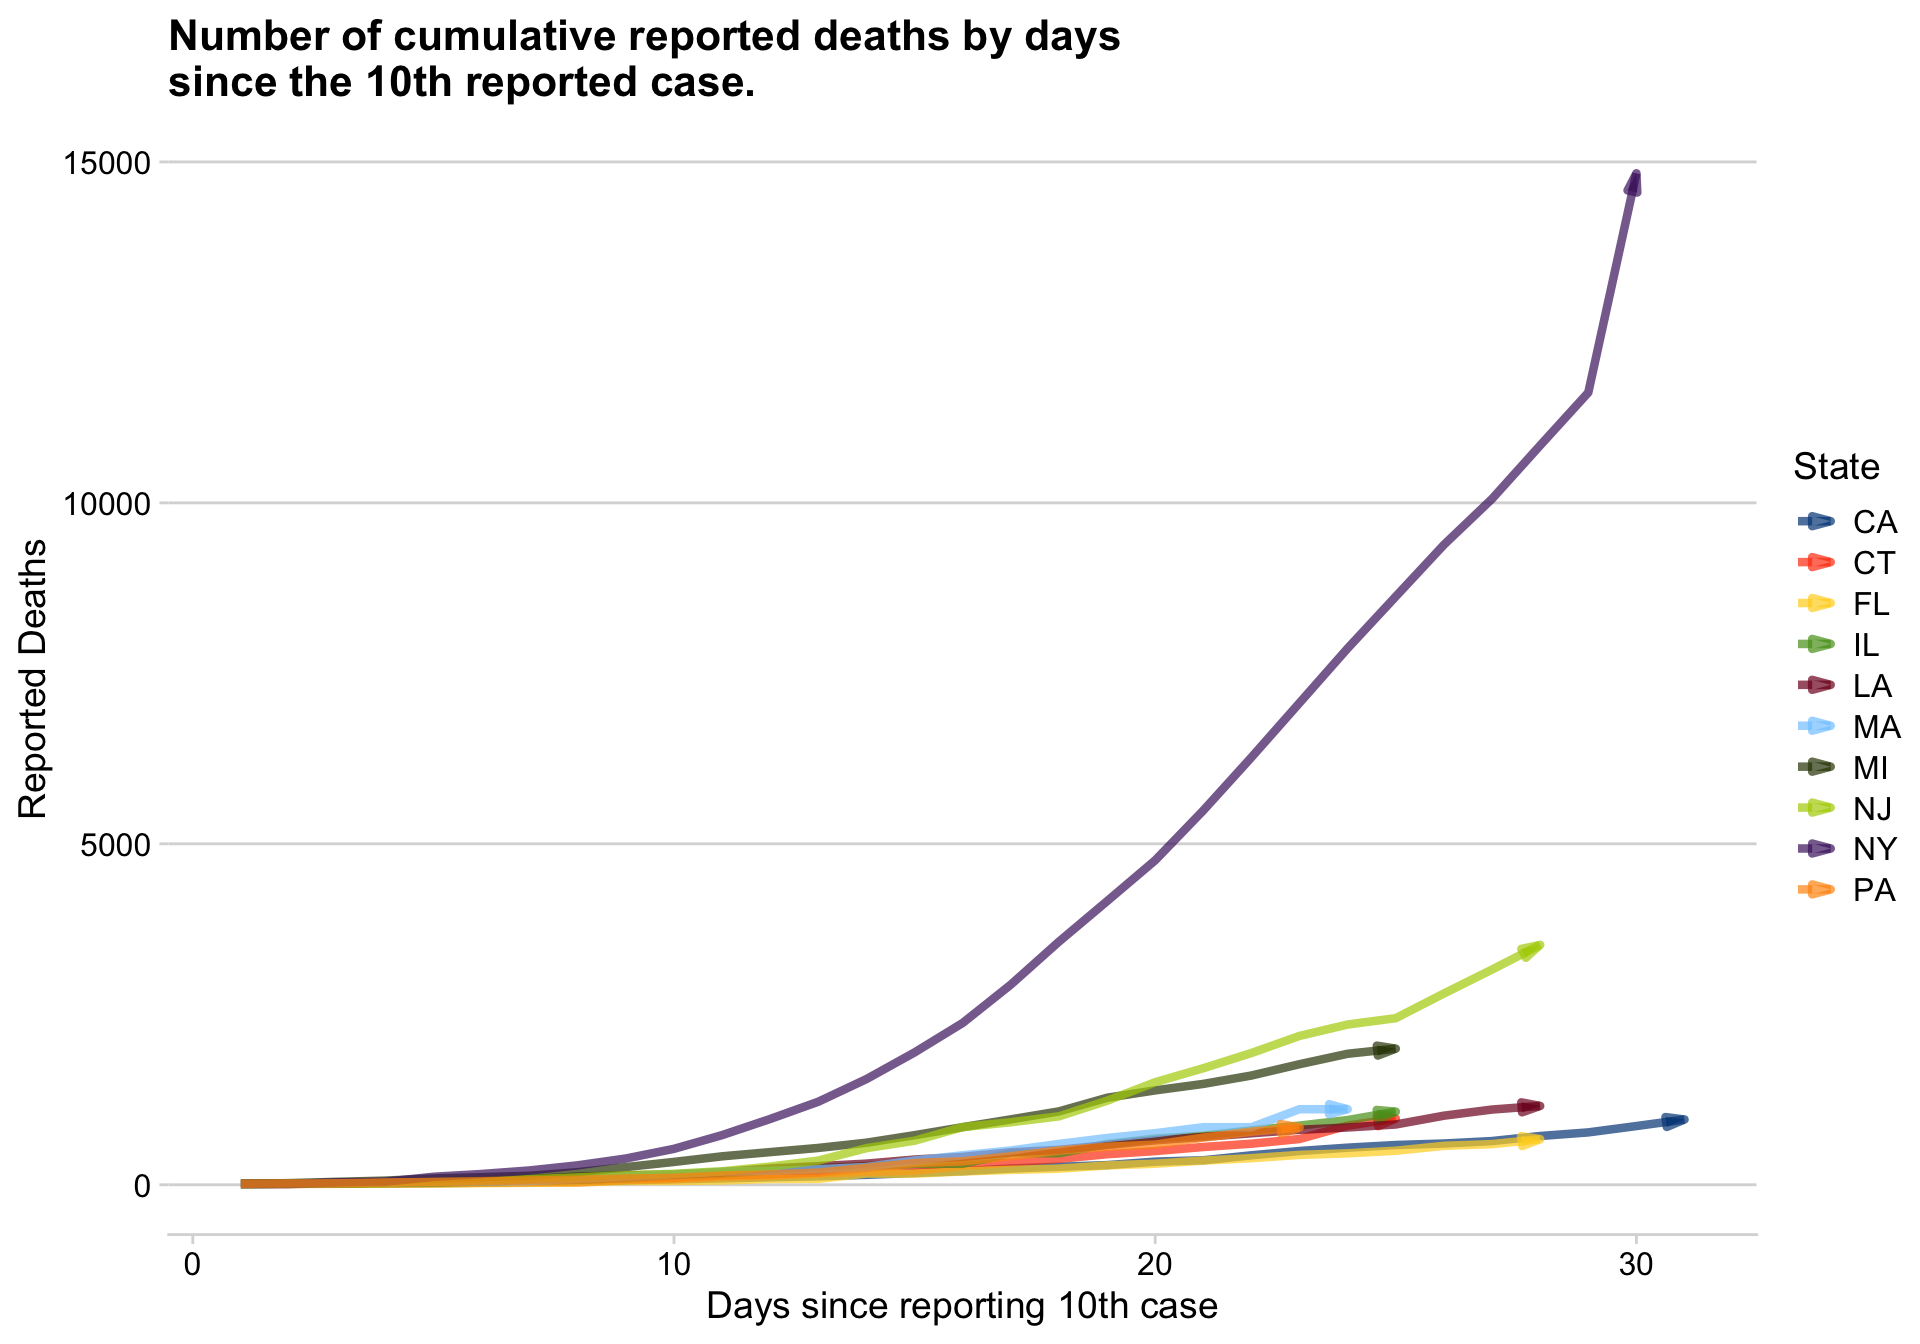 Number of cumulative reported deaths by days
since the 10th reported case.
15000
10000
5000
0
Reported Deaths
0
10
20
30
Days since reporting 10th case
State
CA
CT
FL
IL
LA
MA
MI
NJ
NY
PA